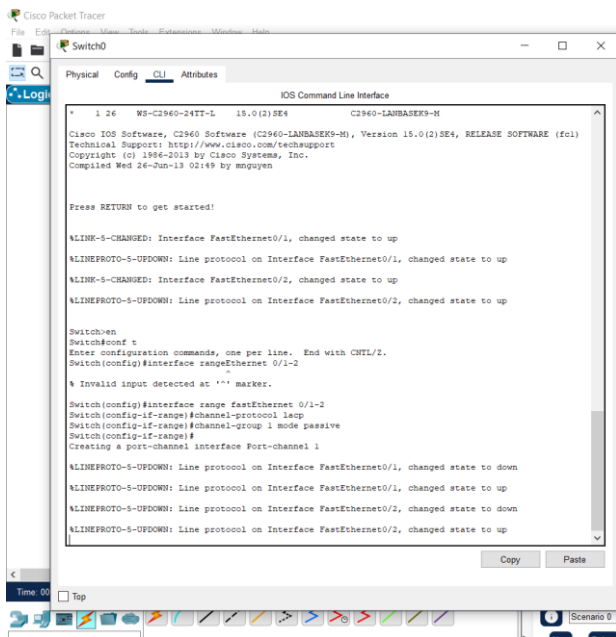 Cisco Packet Tracer
File Edit Options View Tools Extensions Window Help
Switch0
Physical Config CLI Attributes
Logi
IOS Command Line Interface
* 1 26 WS-C2960-24TT-L 15.0(2)SE4 C2960-LANBASEK9-M
Cisco IOS Software, C2960 Software (C2960-LANBASEK9-M), Version 15.0(2)SE4, RELEASE SOFTWARE (fc1)
Technical Support: http://www.cisco.com/techsupport
Copyright (c) 1986-2013 by Cisco Systems, Inc.
Compiled Wed 26-Jun-13 02:49 by mnguyen
Press RETURN to get started!
%LINK-5-CHANGED: Interface FastEthernet0/1, changed state to up
%LINEPROTO-5-UPDOWN: Line protocol on Interface FastEthernet0/1, changed state to up
%LINK-5-CHANGED: Interface FastEthernet0/2, changed state to up
%LINEPROTO-5-UPDOWN: Line protocol on Interface FastEthernet0/2, changed state to up
Switch>en
Switch#conf t
Enter configuration commands, one per line. End with CNTL/Z.
Switch(config)#interface rangeEthernet 0/1-2
^
% Invalid input detected at '^' marker.
Switch(config)#interface range fastEthernet 0/1-2
Switch(config-if-range)#channel-protocol lacp
Switch(config-if-range)#channel-group 1 mode passive
Switch(config-if-range)#
Creating a port-channel interface Port-channel 1
%LINEPROTO-5-UPDOWN: Line protocol on Interface FastEthernet0/1, changed state to down
%LINEPROTO-5-UPDOWN: Line protocol on Interface FastEthernet0/1, changed state to up
%LINEPROTO-5-UPDOWN: Line protocol on Interface FastEthernet0/2, changed state to down
%LINEPROTO-5-UPDOWN: Line protocol on Interface FastEthernet0/2, changed state to up
Copy Paste
Time: 00
Top
Scenario 0